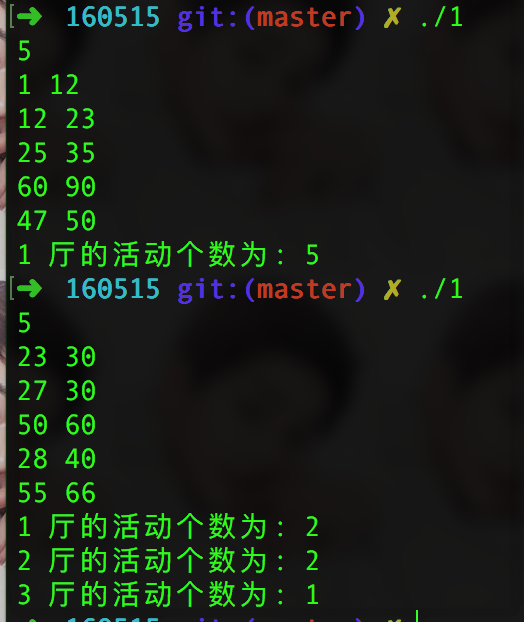 [➜ 160515 git:(master) ✗ ./1
5
1 12
12 23
25 35
60 90
47 50
1 厅的活动个数为: 5
[➜ 160515 git:(master) ✗ ./1
5
23 30
27 30
50 60
28 40
55 66
1 厅的活动个数为: 2
2 厅的活动个数为: 2
3 厅的活动个数为: 1
➜ 160515 git:(master) ✗